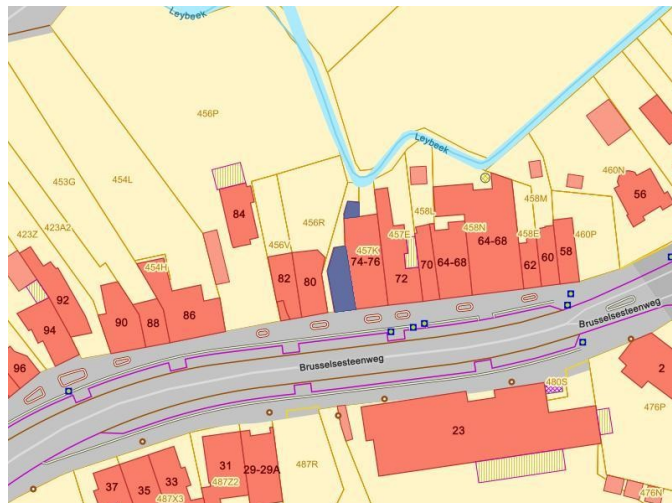 Leybeek
456P
Leybeek
453G
454L
423A2
423Z
84
456R
456V
457K
457E
458L
458N
458M
458E
460N
460P
56
454H
92
94
90
88
86
82
80
74-76
72
70
64-68
64-68
62
60
58
96
Brusselsesteenweg
Brusselsesteenweg
2
480S
476P
23
487R
31
29-29A
487Z2
37
35
33
487X3
476N